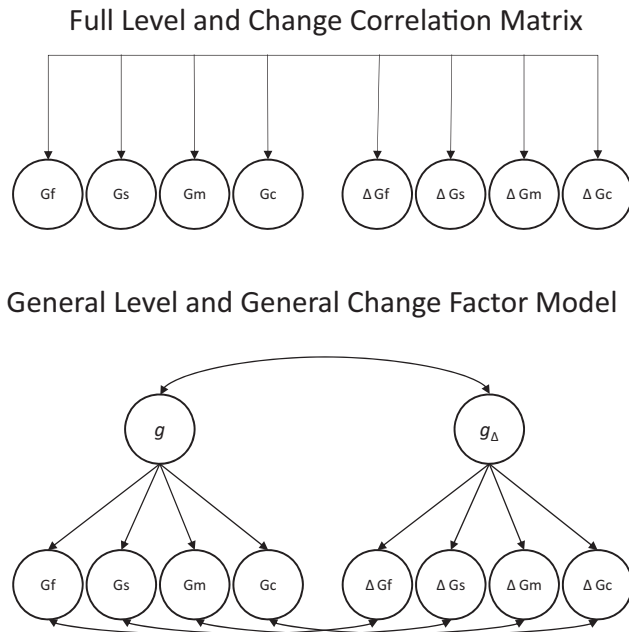 Full Level and Change Correlation Matrix
Gf Gs Gm Gc Δ Gf Δ Gs Δ Gm Δ Gc
General Level and General Change Factor Model
g gΔ
Gf Gs Gm Gc Δ Gf Δ Gs Δ Gm Δ Gc